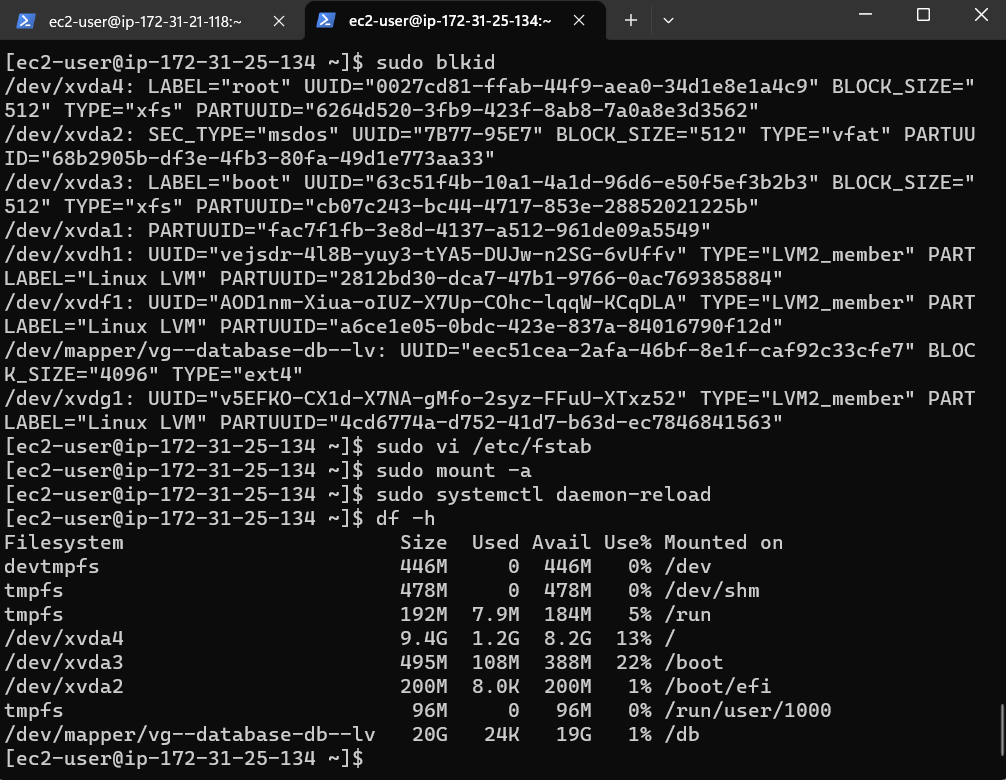 ec2-user@ip-172-31-21-118:~
ec2-user@ip-172-31-25-134:~
[ec2-user@ip-172-31-25-134 ~]$ sudo blkid
/dev/xvda4: LABEL="root" UUID="0027cd81-ffab-44f9-aea0-34d1e8e1a4c9" BLOCK_SIZE="
512" TYPE="xfs" PARTUUID="6264d520-3fb9-423f-8ab8-7a0a8e3d3562"
/dev/xvda2: SEC_TYPE="msdos" UUID="7B77-95E7" BLOCK_SIZE="512" TYPE="vfat" PARTUU
ID="68b2905b-df3e-4fb3-80fa-49d1e773aa33"
/dev/xvda3: LABEL="boot" UUID="63c51f4b-10a1-4a1d-96d6-e50f5ef3b2b3" BLOCK_SIZE="
512" TYPE="xfs" PARTUUID="cb07c243-bc44-4717-853e-28852021225b"
/dev/xvda1: PARTUUID="fac7f1fb-3e8d-4137-a512-961de09a5549"
/dev/xvdh1: UUID="vejsdr-4l8B-yuy3-tYA5-DUJw-n2SG-6vUffv" TYPE="LVM2_member" PART
LABEL="Linux LVM" PARTUUID="2812bd30-dca7-47b1-9766-0ac769385884"
/dev/xvdf1: UUID="AOD1nm-Xiua-oIUZ-X7Up-COhc-lqqW-KCqDLA" TYPE="LVM2_member" PART
LABEL="Linux LVM" PARTUUID="a6ce1e05-0bdc-423e-837a-84016790f12d"
/dev/mapper/vg--database-db--lv: UUID="eec51cea-2afa-46bf-8e1f-caf92c33cfe7" BLOC
K_SIZE="4096" TYPE="ext4"
/dev/xvdg1: UUID="v5EFKO-CX1d-X7NA-gMfo-2syz-FFuU-XTxz52" TYPE="LVM2_member" PART
LABEL="Linux LVM" PARTUUID="4cd6774a-d752-41d7-b63d-ec7846841563"
[ec2-user@ip-172-31-25-134 ~]$ sudo vi /etc/fstab
[ec2-user@ip-172-31-25-134 ~]$ sudo mount -a
[ec2-user@ip-172-31-25-134 ~]$ sudo systemctl daemon-reload
[ec2-user@ip-172-31-25-134 ~]$ df -h
Filesystem                       Size  Used Avail Use% Mounted on
devtmpfs                         446M     0  446M   0% /dev
tmpfs                            478M     0  478M   0% /dev/shm
tmpfs                            192M  7.9M  184M   5% /run
/dev/xvda4                       9.4G  1.2G  8.2G  13% /
/dev/xvda3                       495M  108M  388M  22% /boot
/dev/xvda2                       200M  8.0K  200M   1% /boot/efi
tmpfs                             96M     0   96M   0% /run/user/1000
/dev/mapper/vg--database-db--lv   20G   24K   19G   1% /db
[ec2-user@ip-172-31-25-134 ~]$